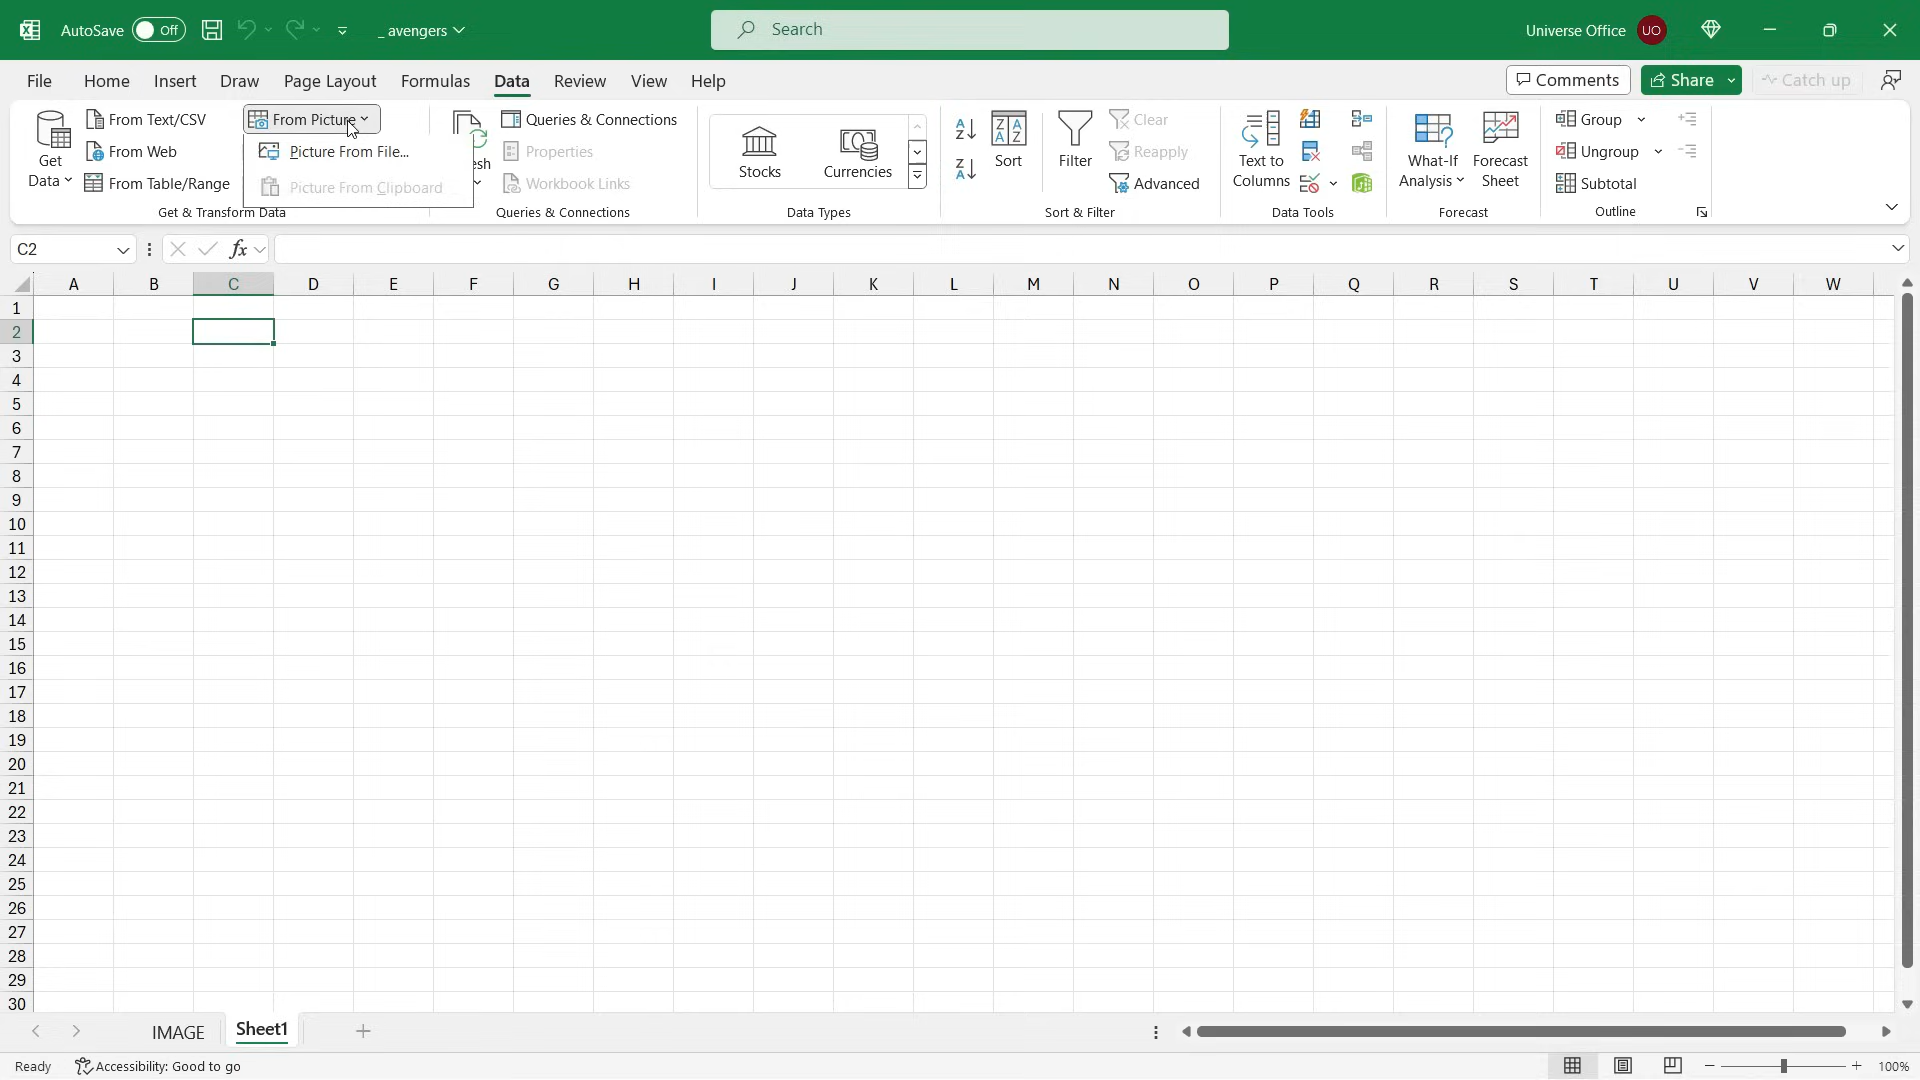 AutoSave Off _ avengers Search Universe Office UO
File Home Insert Draw Page Layout Formulas Data Review View Help Comments Share Catch up
Get Data
From Text/CSV
From Web
From Table/Range
From Picture
Picture From File...
Picture From Clipboard
Get & Transform Data
esh
Queries & Connections
Properties
Workbook Links
Queries & Connections
Stocks Currencies
Data Types
A Z
Z A
Z A A Z
Sort
Filter
Clear
Reapply
Advanced
Sort & Filter
Text to
Columns
Data Tools
What-If
Analysis
Forecast
Sheet
Forecast
Group
Ungroup
Subtotal
Outline
C2 fx
A B C D E F G H I J K L M N O P Q R S T U V W
1
2
3
4
5
6
7
8
9
10
11
12
13
14
15
16
17
18
19
20
21
22
23
24
25
26
27
28
29
30
IMAGE Sheet1
Ready Accessibility: Good to go 100%